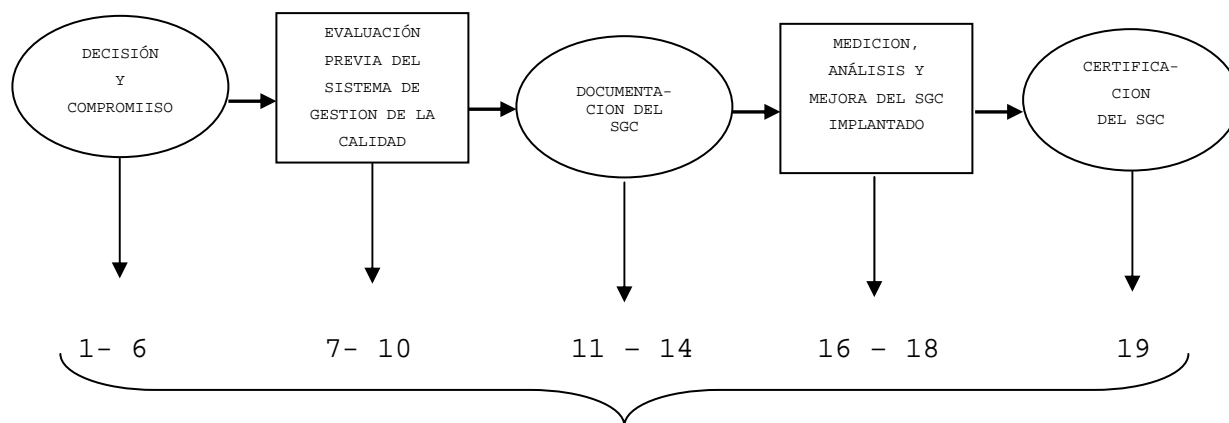 DECISIÓN
Y
COMPROMIISO
EVALUACIÓN
PREVIA DEL
SISTEMA DE
GESTION DE LA
CALIDAD
DOCUMENTA-
CION DEL
SGC
MEDICION,
ANÁLISIS Y
MEJORA DEL SGC
IMPLANTADO
CERTIFICA-
CION
DEL SGC
1- 6
7- 10
11 – 14
16 – 18
19